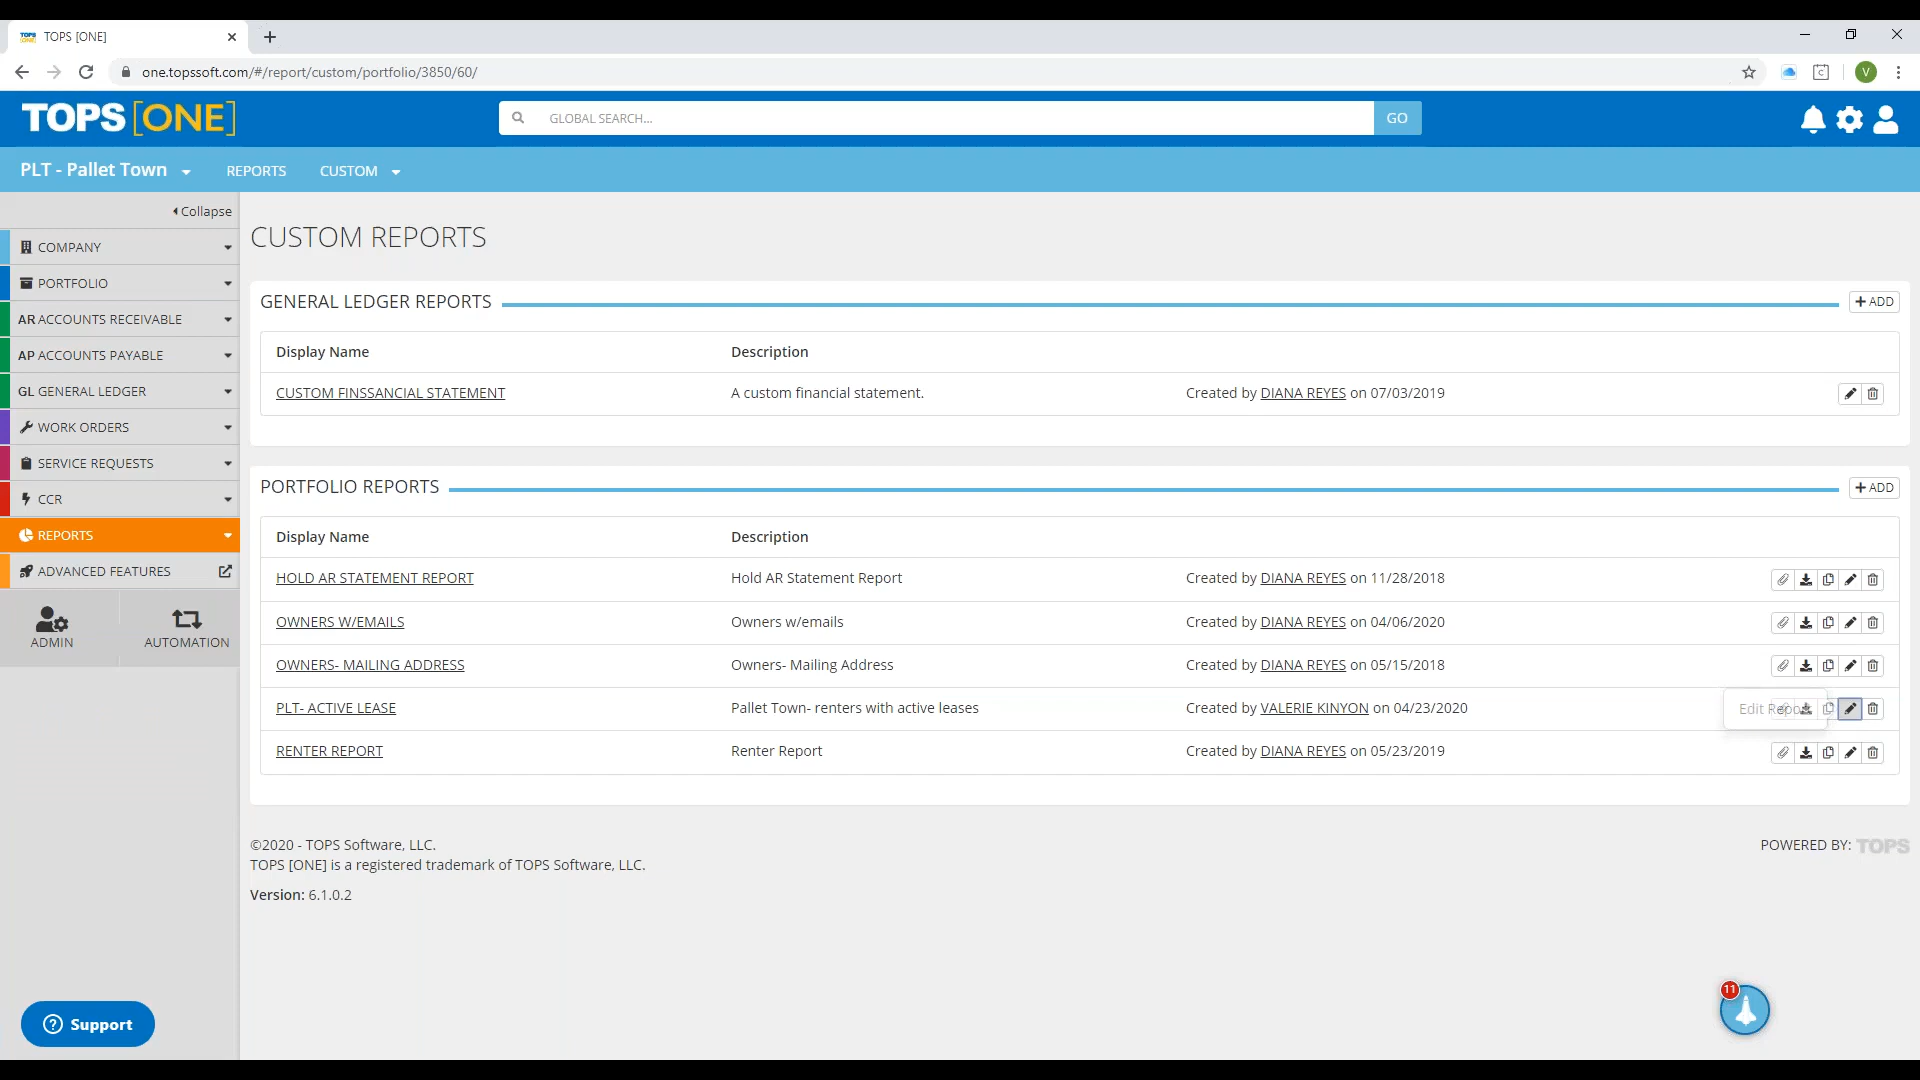 TOPS [ONE]
one.topssoft.com/#/report/custom/portfolio/3850/60/
V
TOPS [ONE]
GLOBAL SEARCH...
GO
PLT - Pallet Town
REPORTS
CUSTOM
Collapse
COMPANY
PORTFOLIO
AR ACCOUNTS RECEIVABLE
AP ACCOUNTS PAYABLE
GL GENERAL LEDGER
WORK ORDERS
SERVICE REQUESTS
CCR
REPORTS
ADVANCED FEATURES
ADMIN
AUTOMATION
CUSTOM REPORTS
GENERAL LEDGER REPORTS
ADD
Display Name Description
CUSTOM FINSSANCIAL STATEMENT A custom financial statement. Created by DIANA REYES on 07/03/2019
PORTFOLIO REPORTS
ADD
Display Name Description
HOLD AR STATEMENT REPORT Hold AR Statement Report Created by DIANA REYES on 11/28/2018
OWNERS W/EMAILS Owners w/emails Created by DIANA REYES on 04/06/2020
OWNERS- MAILING ADDRESS Owners- Mailing Address Created by DIANA REYES on 05/15/2018
PLT- ACTIVE LEASE Pallet Town- renters with active leases Created by VALERIE KINYON on 04/23/2020
Edit Report
RENTER REPORT Renter Report Created by DIANA REYES on 05/23/2019
©2020 - TOPS Software, LLC.
TOPS [ONE] is a registered trademark of TOPS Software, LLC.
Version: 6.1.0.2
POWERED BY: TOPS
Support
11